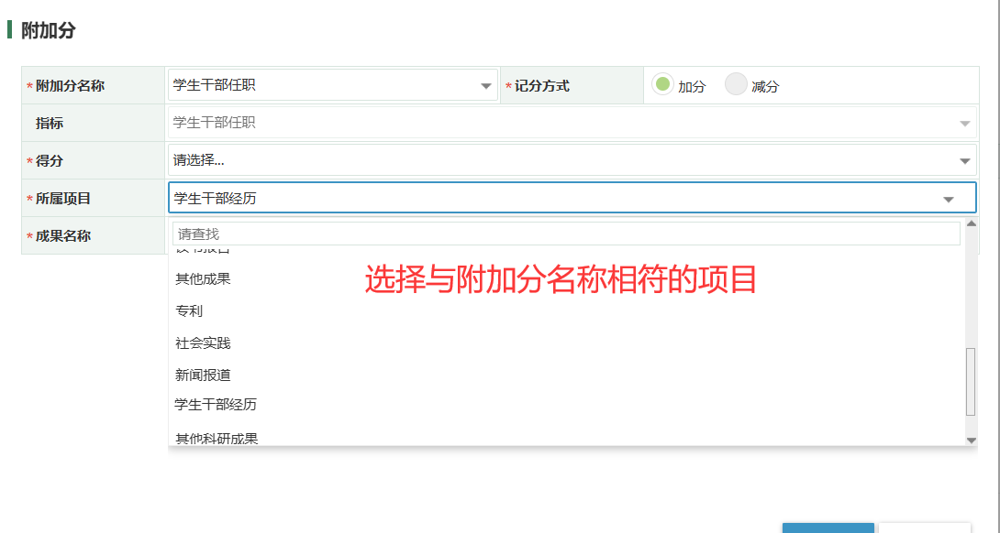 附加分
*附加分名称 学生干部任职 *记分方式 加分 减分
指标 学生干部任职
*得分 请选择...
*所属项目 学生干部经历
*成果名称 请查找
其他成果
选择与附加分名称相符的项目
专利
社会实践
新闻报道
学生干部经历
其他科研成果